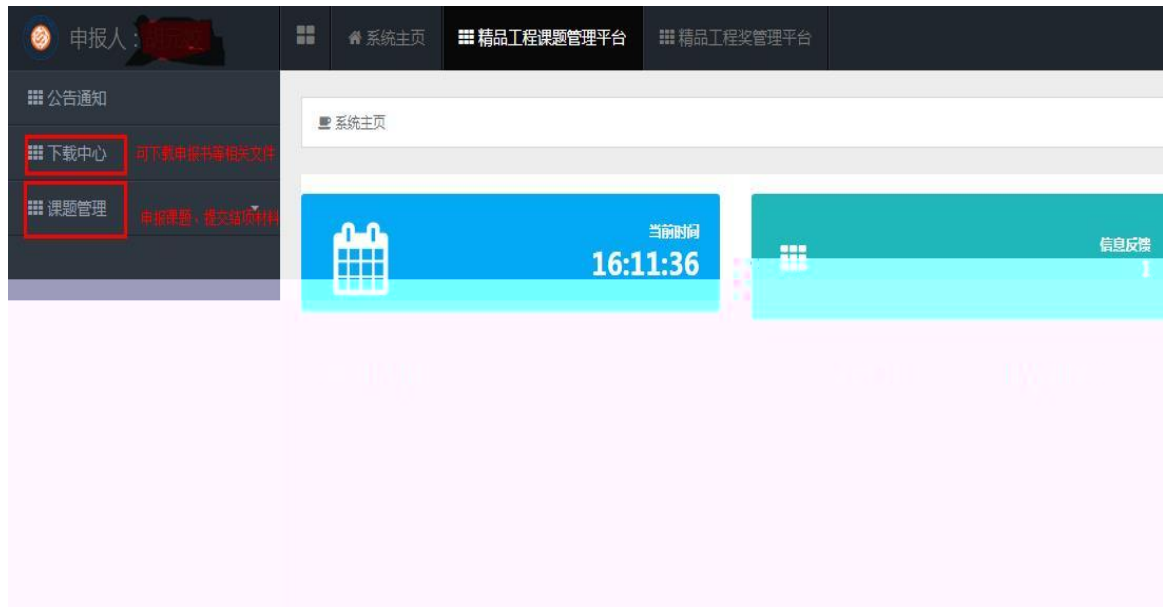 申报人：
系统主页
精品工程课题管理平台
精品工程奖管理平台
公告通知
下载中心
可下载申报书等相关文件
课题管理
申报课题、提交结项材料
系统主页
当前时间
16:11:36
信息反馈
1